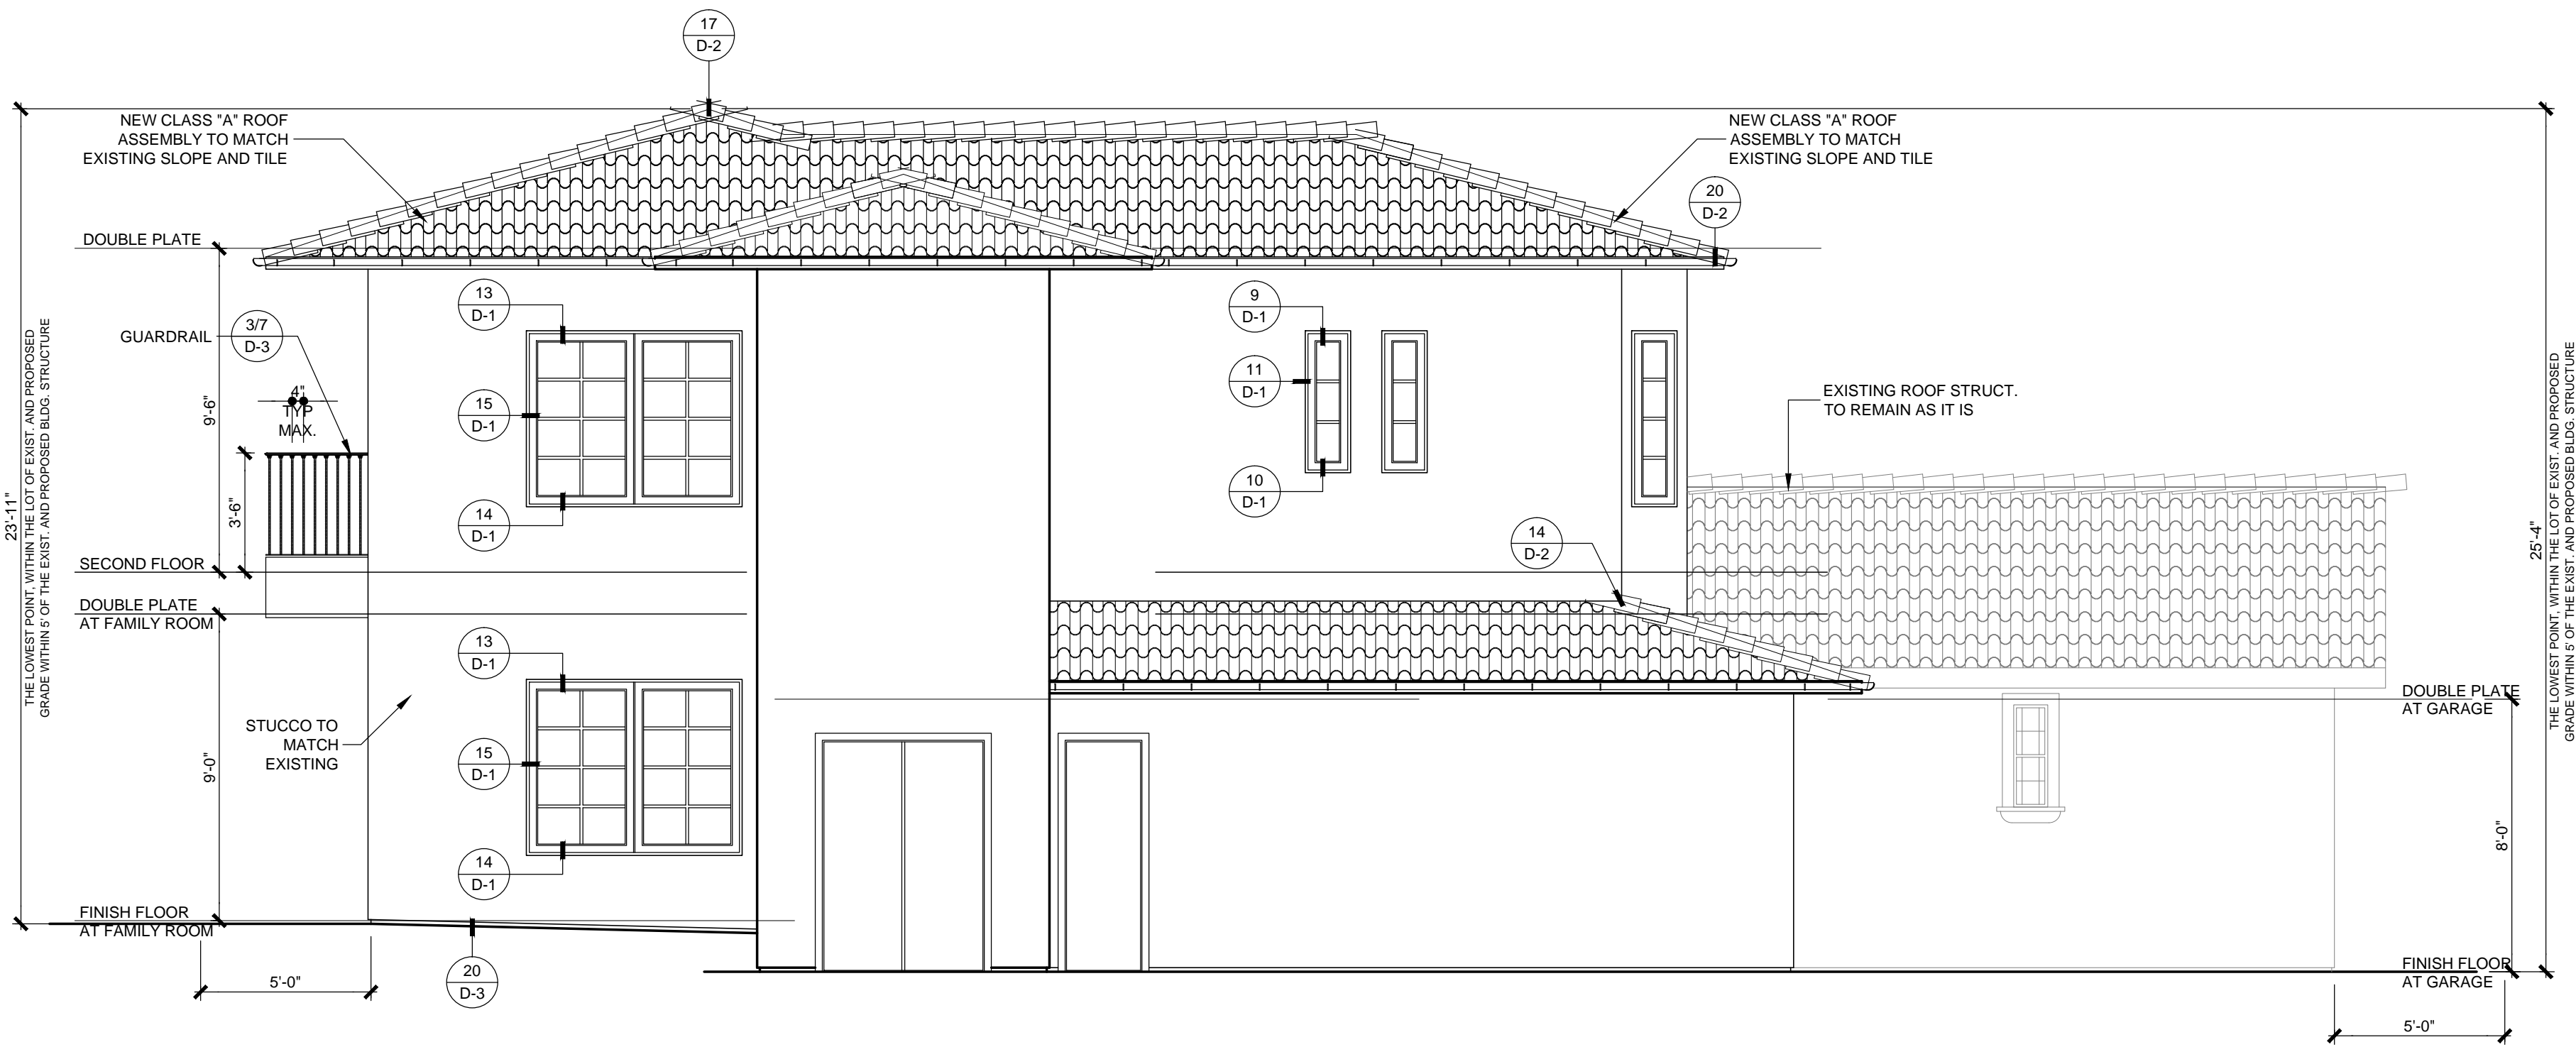 17
D-2
NEW CLASS "A" ROOF
ASSEMBLY TO MATCH
EXISTING SLOPE AND TILE
NEW CLASS "A" ROOF
ASSEMBLY TO MATCH
EXISTING SLOPE AND TILE
20
D-2
DOUBLE PLATE
13
D-1
9
D-1
GUARDRAIL
3/7
D-3
11
D-1
4"
TYP
MAX.
15
D-1
9'-6"
EXISTING ROOF STRUCT.
TO REMAIN AS IT IS
10
D-1
3'-6"
14
D-1
14
D-2
23'-11"
THE LOWEST POINT, WITHIN THE LOT OF EXIST. AND PROPOSED
GRADE WITHIN 5' OF THE EXIST. AND PROPOSED BLDG. STRUCTURE
25'-4"
THE LOWEST POINT, WITHIN THE LOT OF EXIST. AND PROPOSED
GRADE WITHIN 5' OF THE EXIST. AND PROPOSED BLDG. STRUCTURE
SECOND FLOOR
DOUBLE PLATE
AT FAMILY ROOM
13
D-1
DOUBLE PLATE
AT GARAGE
STUCCO TO
MATCH
EXISTING
15
D-1
9'-0"
8'-0"
14
D-1
FINISH FLOOR
AT FAMILY ROOM
20
D-3
5'-0"
FINISH FLOOR
AT GARAGE
5'-0"